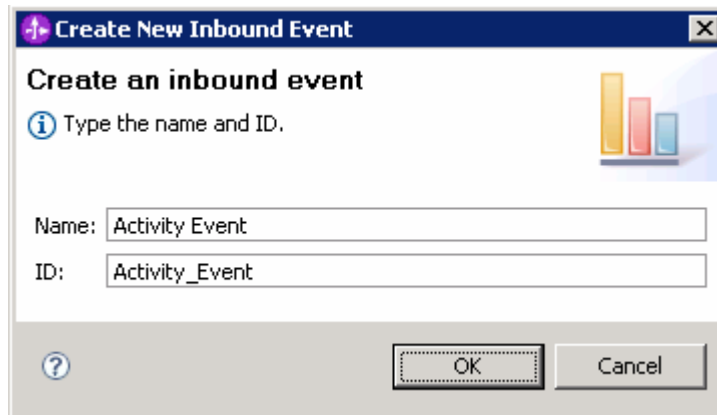 Create New Inbound Event
Create an inbound event
Type the name and ID.
Name: Activity Event
ID: Activity_Event
OK Cancel